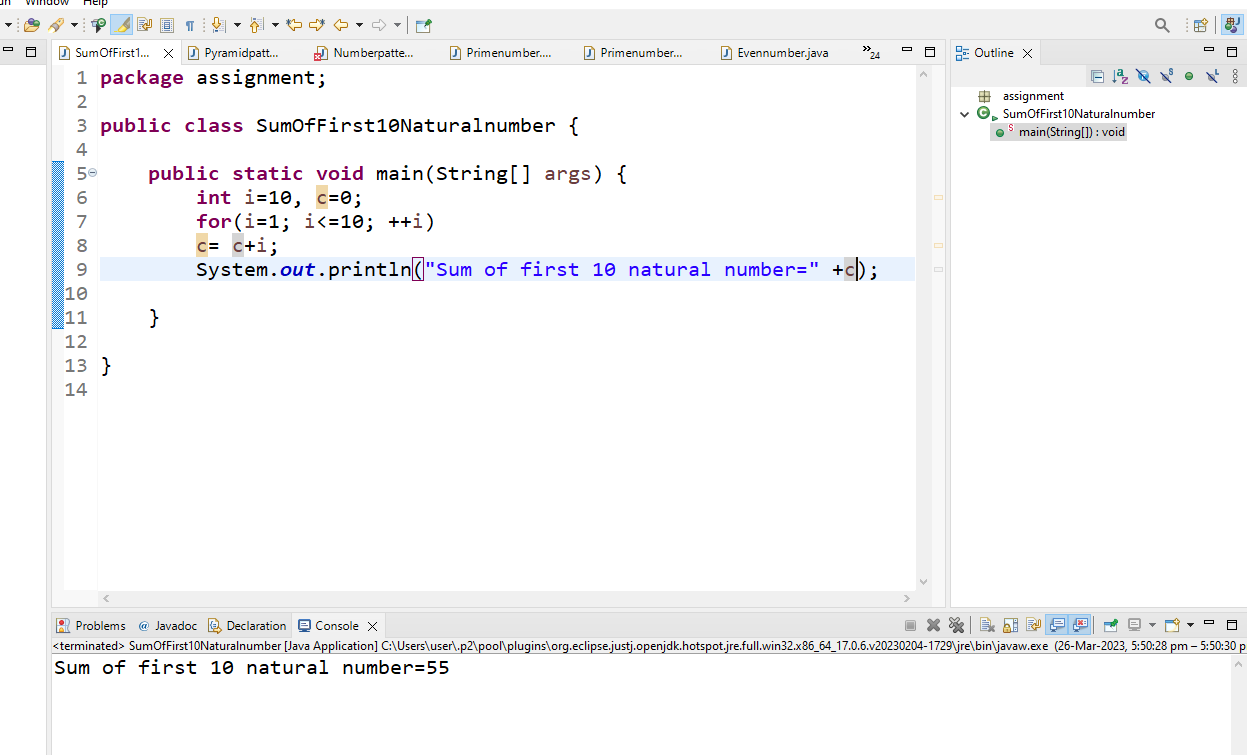 Window Help
SumOfFirst1... Pyramidpatt... Numberpatte... Primenumber.... Primenumber... Evennumber.java 24 Outline
1 package assignment;
2
3 public class SumOfFirst10Naturalnumber {
4
5 public static void main(String[] args) {
6 int i=10, c=0;
7 for(i=1; i<=10; ++i)
8 c= c+i;
9 System.out.println("Sum of first 10 natural number=" +c);
10
11 }
12
13 }
14
assignment
SumOfFirst10Naturalnumber
main(String[]) : void
Problems Javadoc Declaration Console
<terminated> SumOfFirst10Naturalnumber [Java Application] C:\Users\user\.p2\pool\plugins\org.eclipse.justj.openjdk.hotspot.jre.full.win32.x86_64_17.0.6.v20230204-1729\jre\bin\javaw.exe (26-Mar-2023, 5:50:28 pm – 5:50:30 p
Sum of first 10 natural number=55